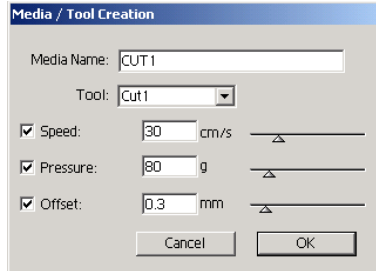 Media / Tool Creation
Media Name: CUT1
Tool: Cut1
Speed: 30 cm/s
Pressure: 80 g
Offset: 0.3 mm
Cancel OK